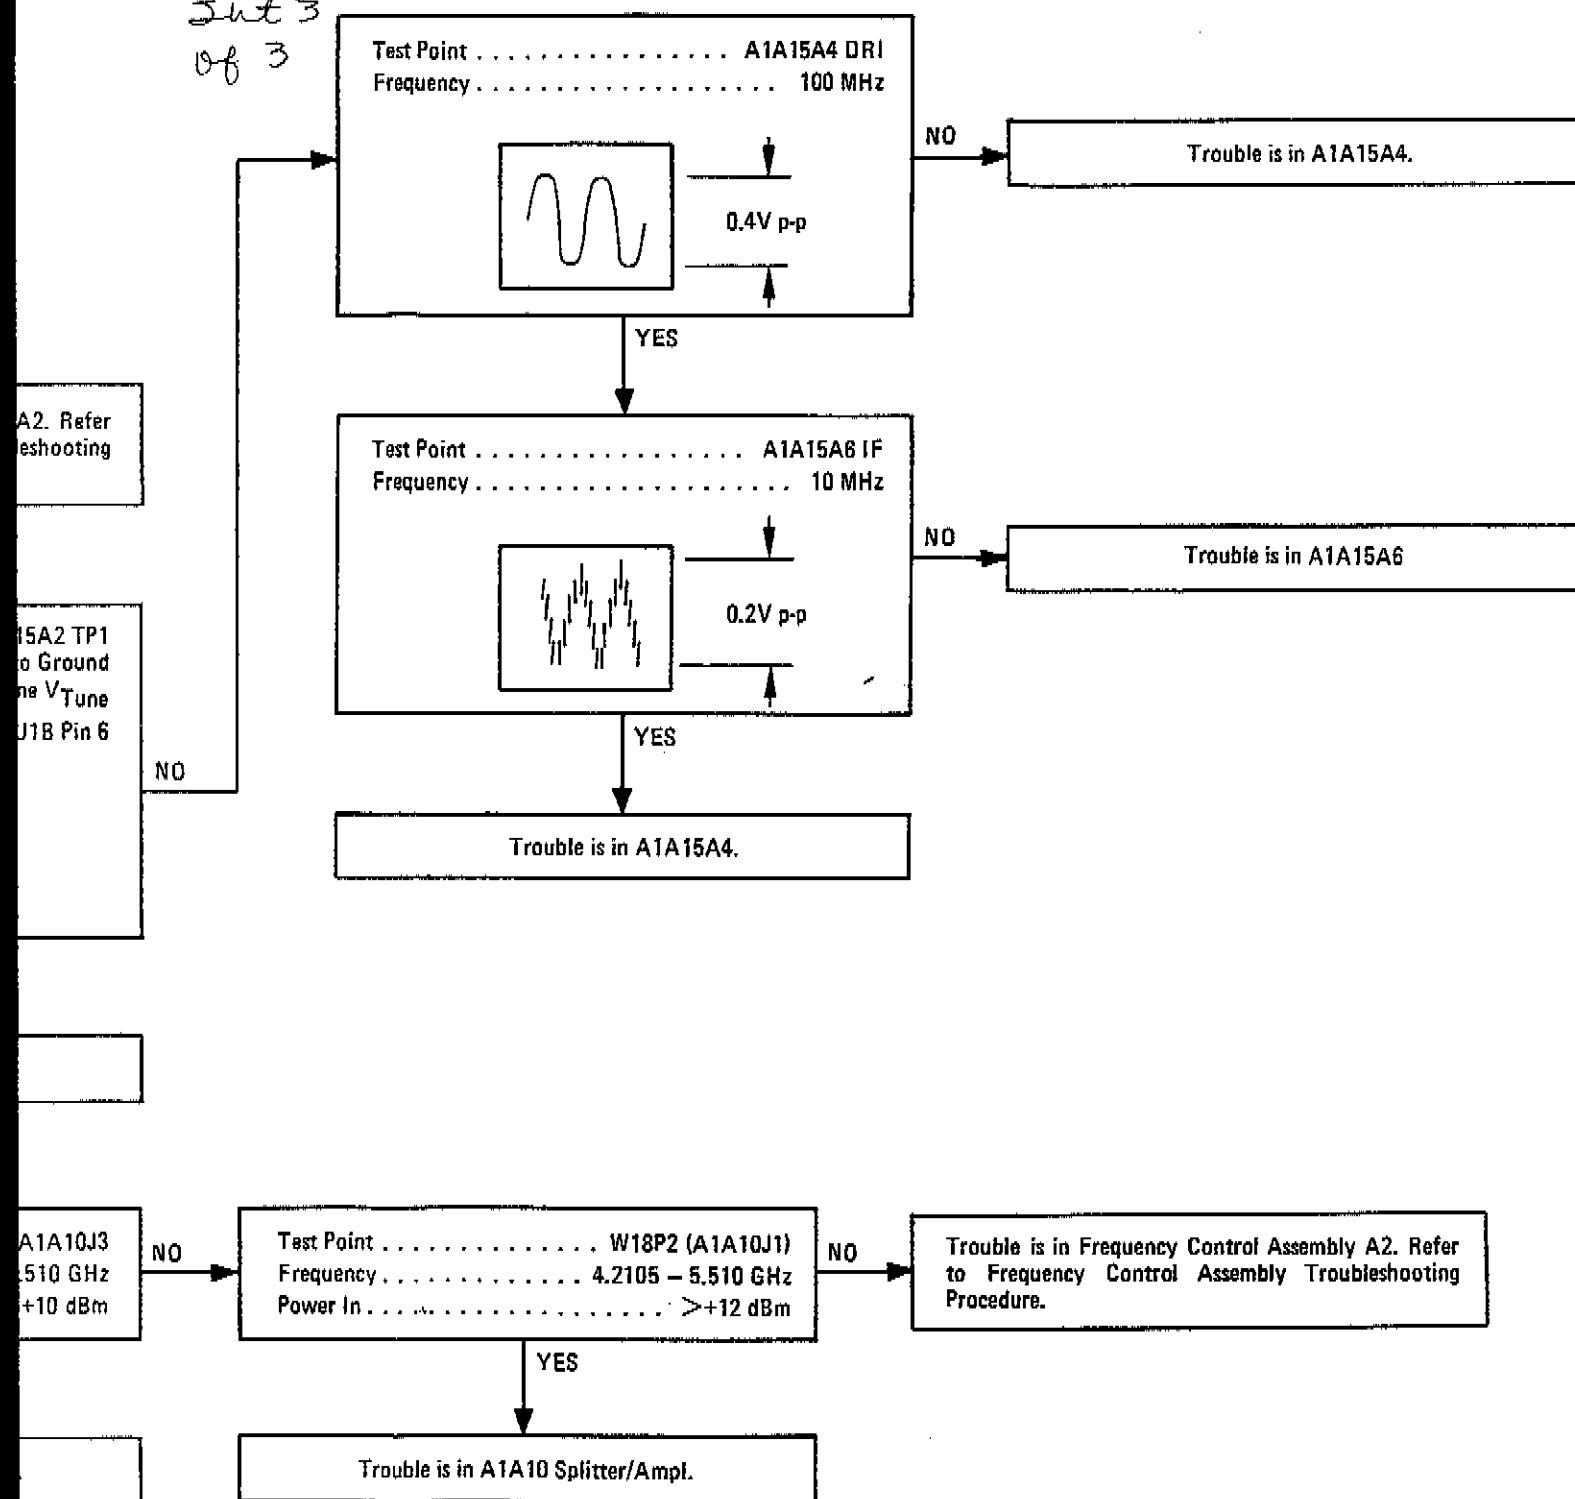 Sht 3
of 3
Test Point . . . . . . . . . . . . . . . . A1A15A4 DRI
Frequency . . . . . . . . . . . . . . . . . . . 100 MHz
0.4V p-p
NO
Trouble is in A1A15A4.
YES
A2. Refer
leshooting
Test Point . . . . . . . . . . . . . . . . . A1A15A6 IF
Frequency . . . . . . . . . . . . . . . . . . . . 10 MHz
0.2V p-p
NO
Trouble is in A1A15A6
YES
15A2 TP1
to Ground
ne VTune
U1B Pin 6
NO
Trouble is in A1A15A4.
A1A10J3
.510 GHz
+10 dBm
NO
Test Point . . . . . . . . . . . . . . W18P2 (A1A10J1)
Frequency . . . . . . . . . . . . . 4.2105 – 5.510 GHz
Power In . . . . . . . . . . . . . . . . . . >+12 dBm
NO
Trouble is in Frequency Control Assembly A2. Refer
to Frequency Control Assembly Troubleshooting
Procedure.
YES
Trouble is in A1A10 Splitter/Ampl.